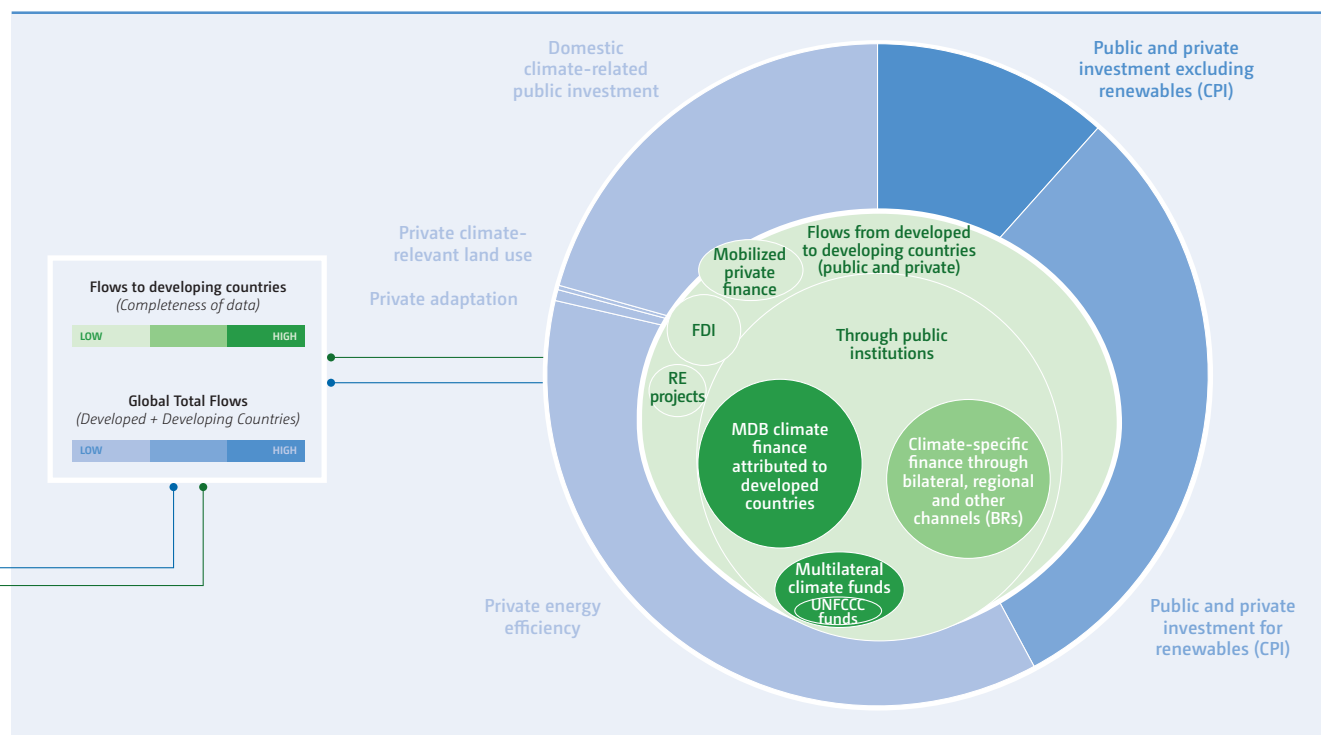 Domestic
climate-related
public investment
Public and private
investment excluding
renewables (CPI)
Private climate-
relevant land use
Private adaptation
Flows to developing countries
(Completeness of data)
LOW
HIGH
Global Total Flows
(Developed + Developing Countries)
LOW
HIGH
Flows from developed
to developing countries
(public and private)
Mobilized
private
finance
FDI
RE
projects
Through public
institutions
MDB climate
finance
attributed to
developed
countries
Climate-specific
finance through
bilateral, regional
and other
channels (BRs)
Multilateral
climate funds
UNFCCC
funds
Private energy
efficiency
Public and private
investment for
renewables (CPI)